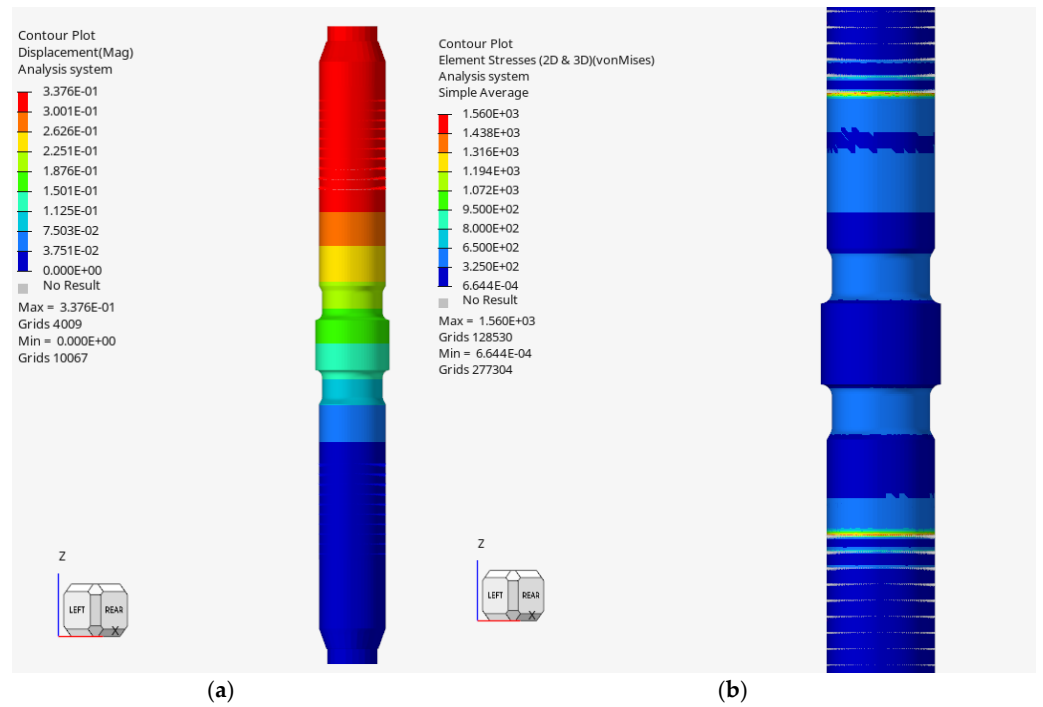 Contour Plot
Displacement(Mag)
Analysis system
3.376E-01
3.001E-01
2.626E-01
2.251E-01
1.876E-01
1.501E-01
1.125E-01
7.503E-02
3.751E-02
0.000E+00
No Result
Max = 3.376E-01
Grids 4009
Min = 0.000E+00
Grids 10067
Z
LEFT
REAR
X
(a)
Contour Plot
Element Stresses (2D & 3D)(vonMises)
Analysis system
Simple Average
1.560E+03
1.438E+03
1.316E+03
1.194E+03
1.072E+03
9.500E+02
8.000E+02
6.500E+02
3.250E+02
6.644E-04
No Result
Max = 1.560E+03
Grids 128530
Min = 6.644E-04
Grids 277304
Z
LEFT
REAR
X
(b)